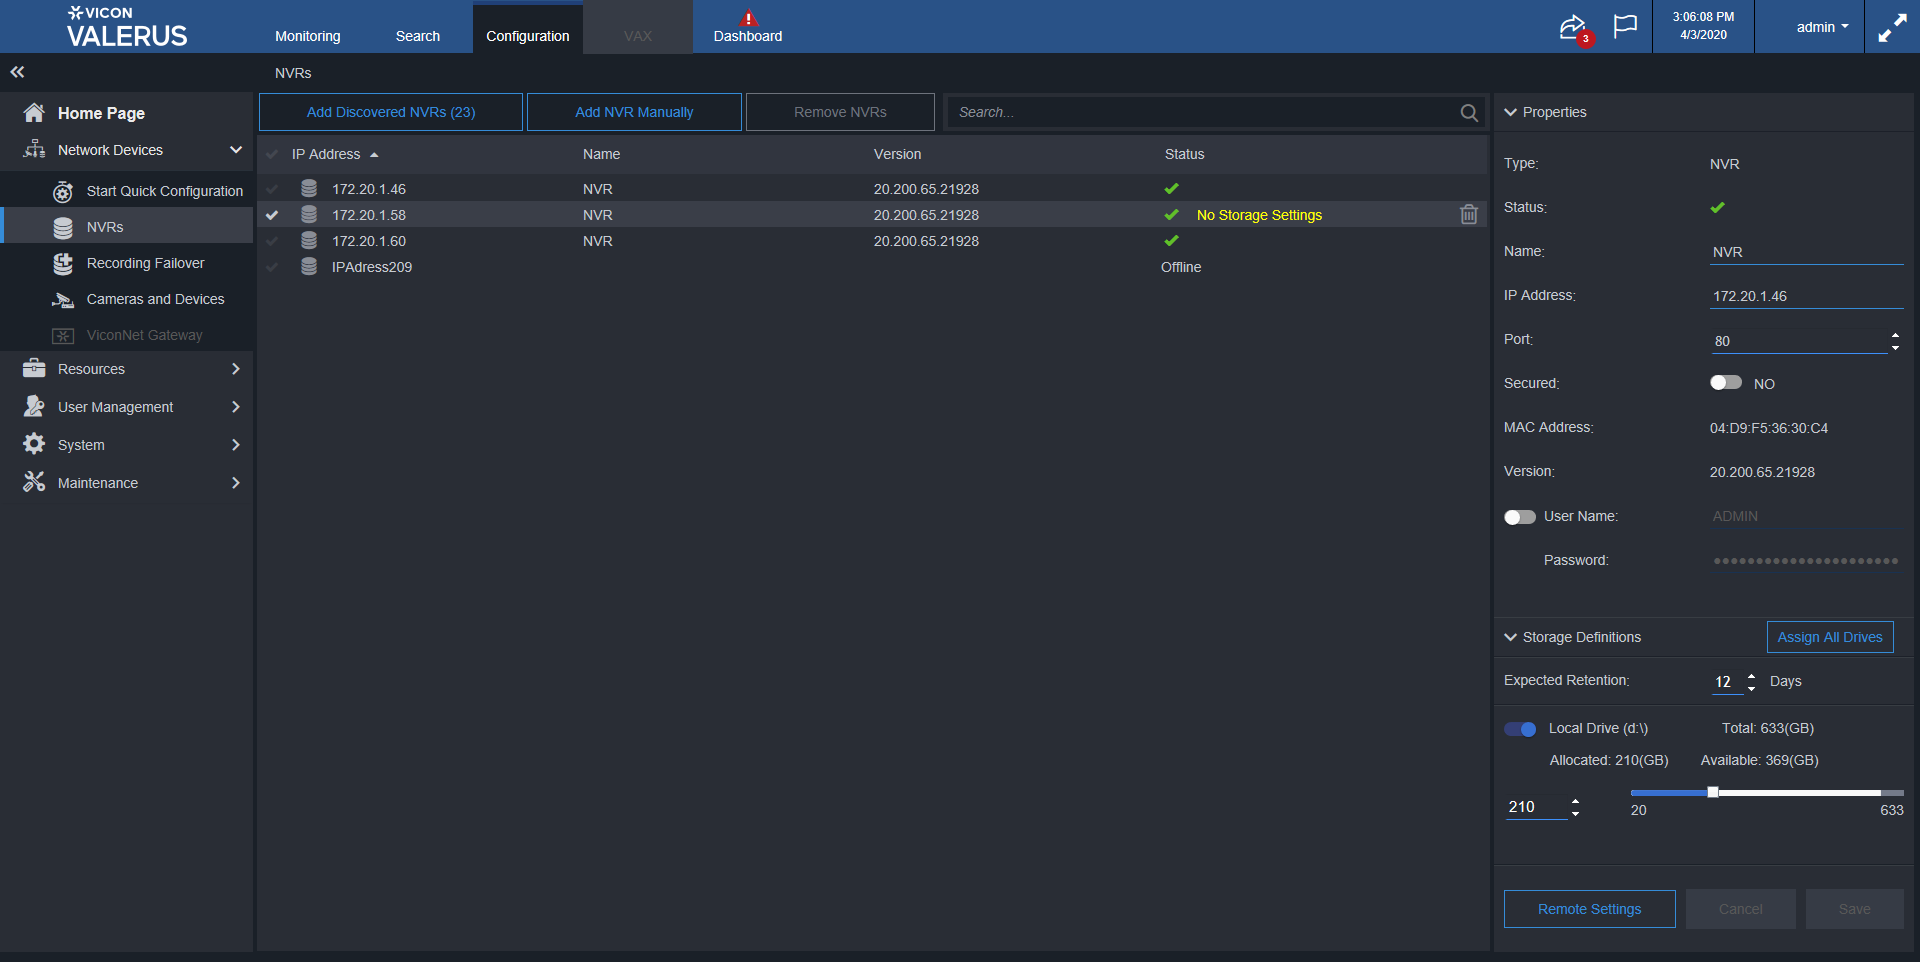 VICON
VALERUS
Monitoring
Search
Configuration
VAX
Dashboard
3
3:06:08 PM
4/3/2020
admin
NVRs
Home Page
Network Devices
Start Quick Configuration
NVRs
Recording Failover
Cameras and Devices
ViconNet Gateway
Resources
User Management
System
Maintenance
Add Discovered NVRs (23)
Add NVR Manually
Remove NVRs
Search...
IP Address Name Version Status
172.20.1.46 NVR 20.200.65.21928
172.20.1.58 NVR 20.200.65.21928 No Storage Settings
172.20.1.60 NVR 20.200.65.21928
IPAdress209 Offline
Properties
Type: NVR
Status:
Name: NVR
IP Address: 172.20.1.46
Port: 80
Secured: NO
MAC Address: 04:D9:F5:36:30:C4
Version: 20.200.65.21928
User Name: ADMIN
Password:
Storage Definitions Assign All Drives
Expected Retention: 12 Days
Local Drive (d:\) Total: 633(GB)
Allocated: 210(GB) Available: 369(GB)
210
20 633
Remote Settings Cancel Save